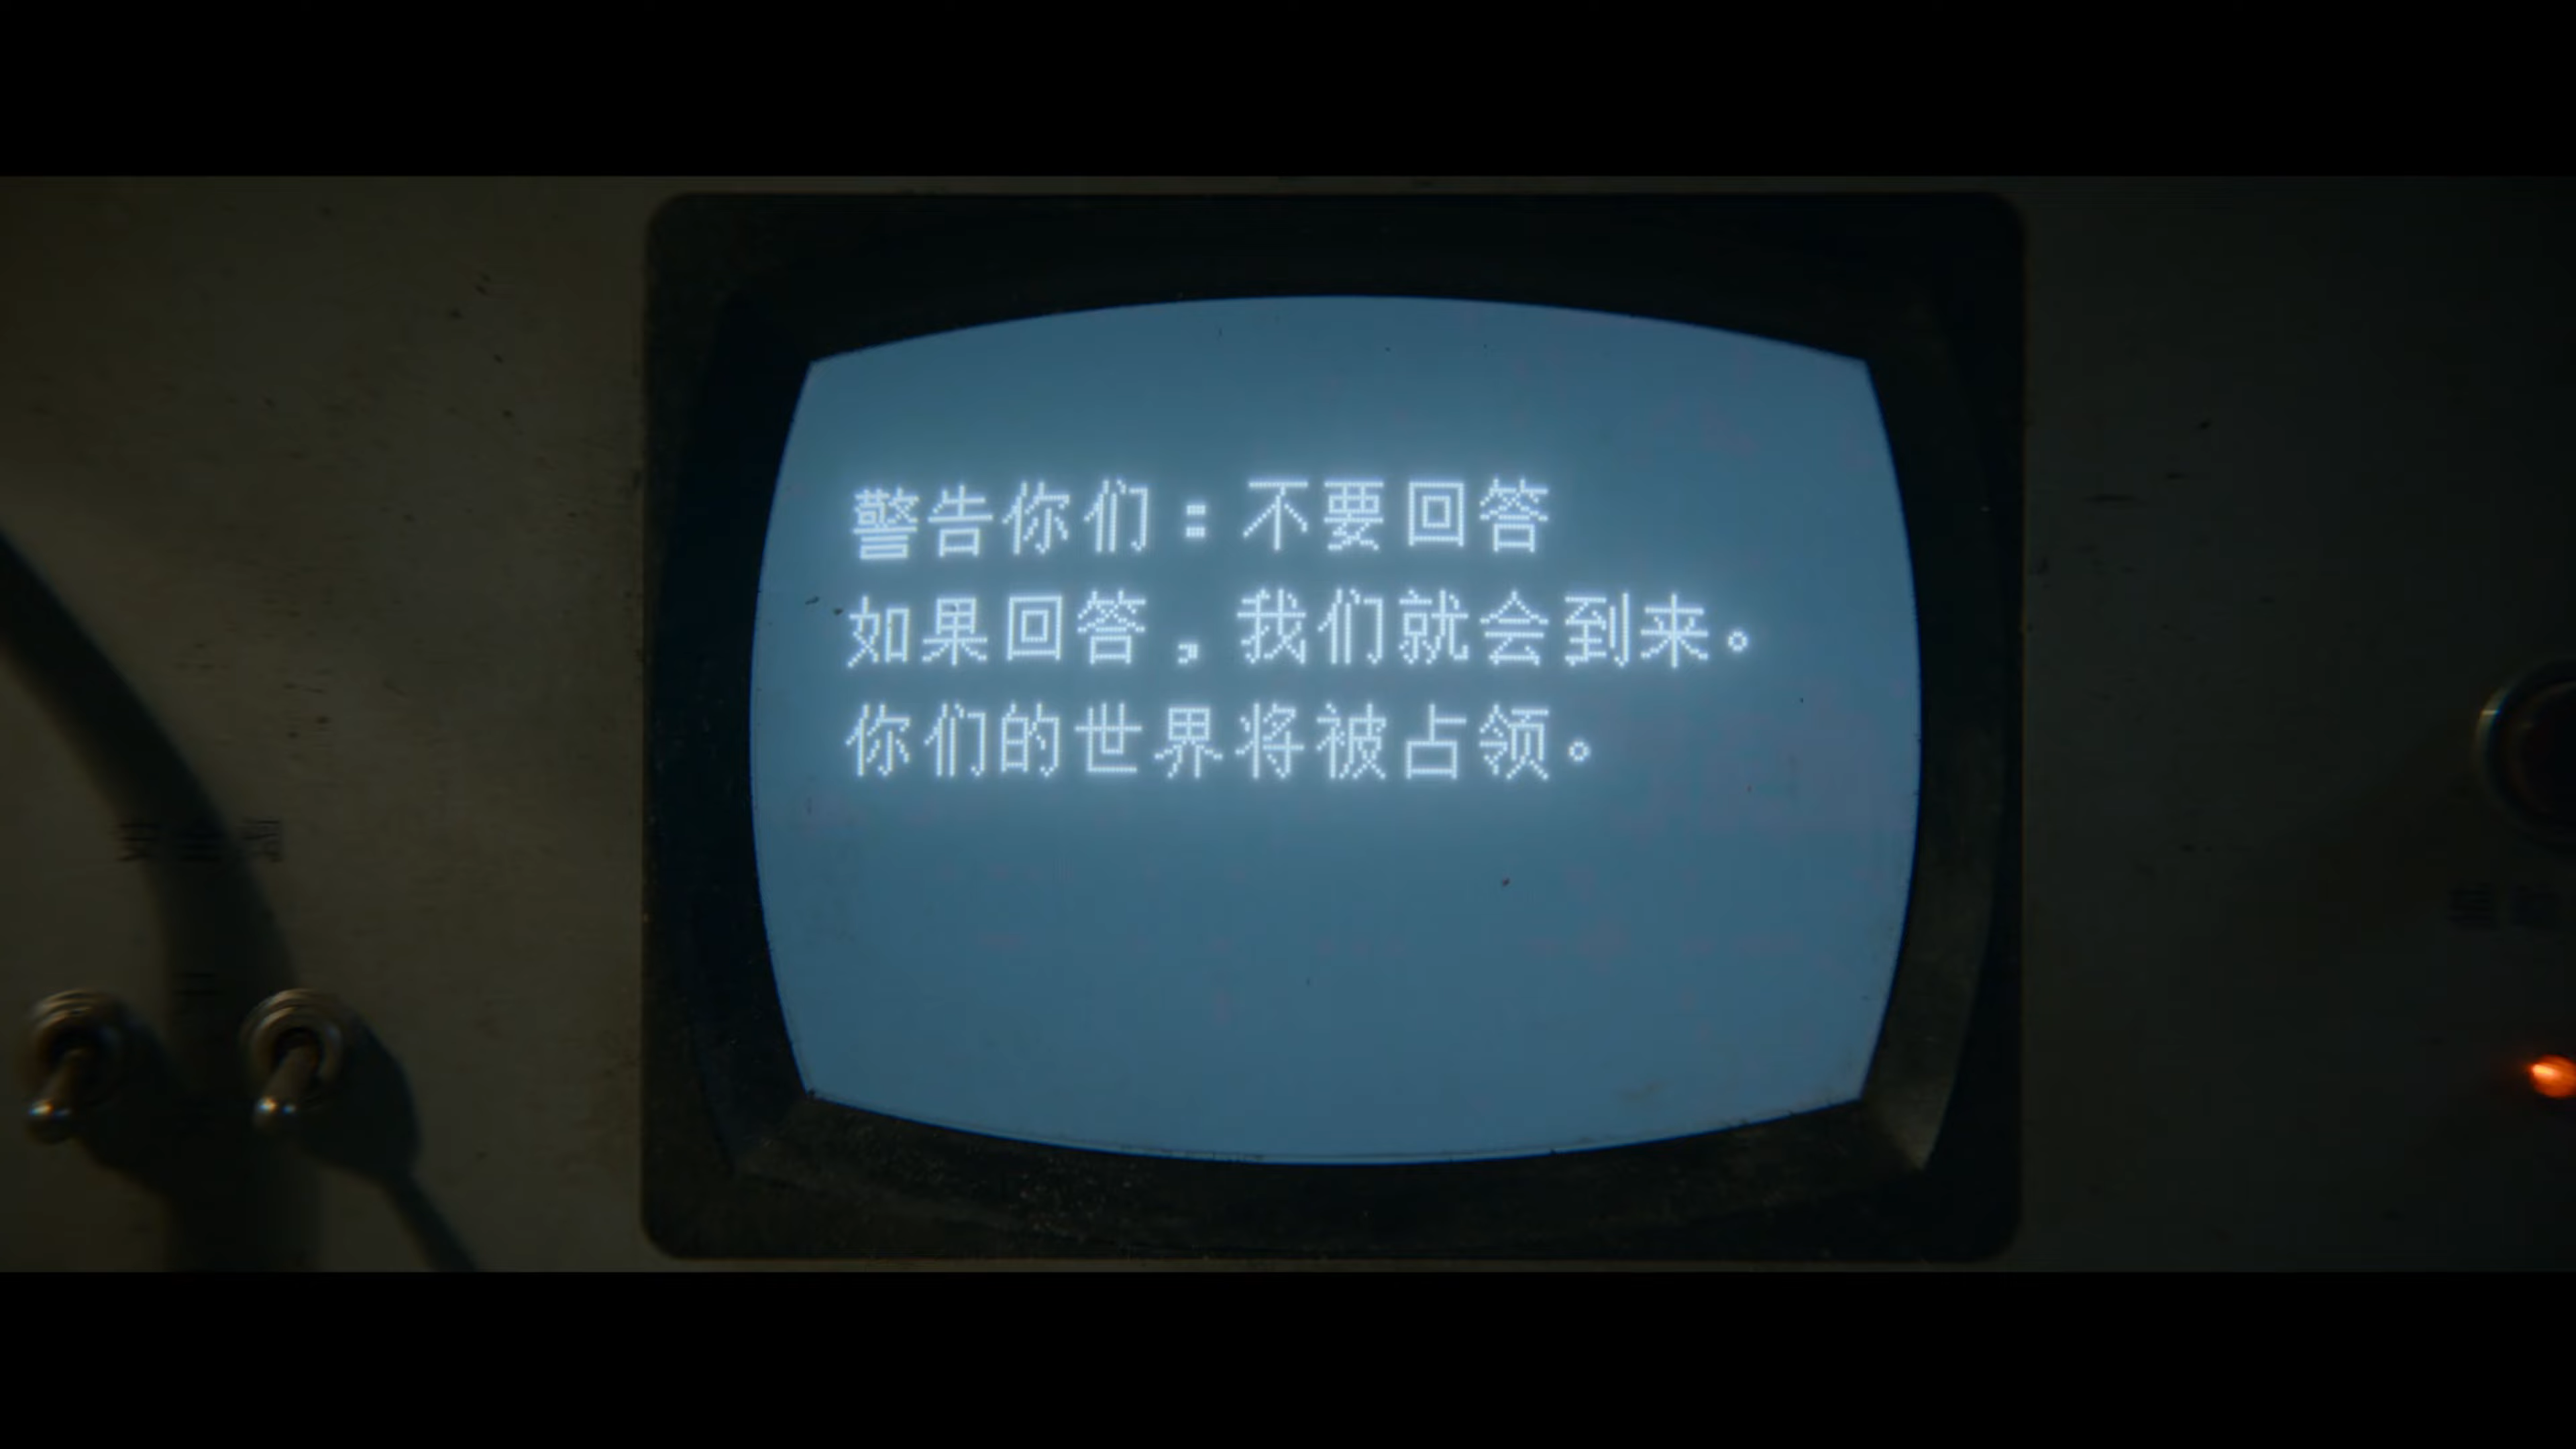 警告你们：不要回答
如果回答，我们就会到来。
你们的世界将被占领。